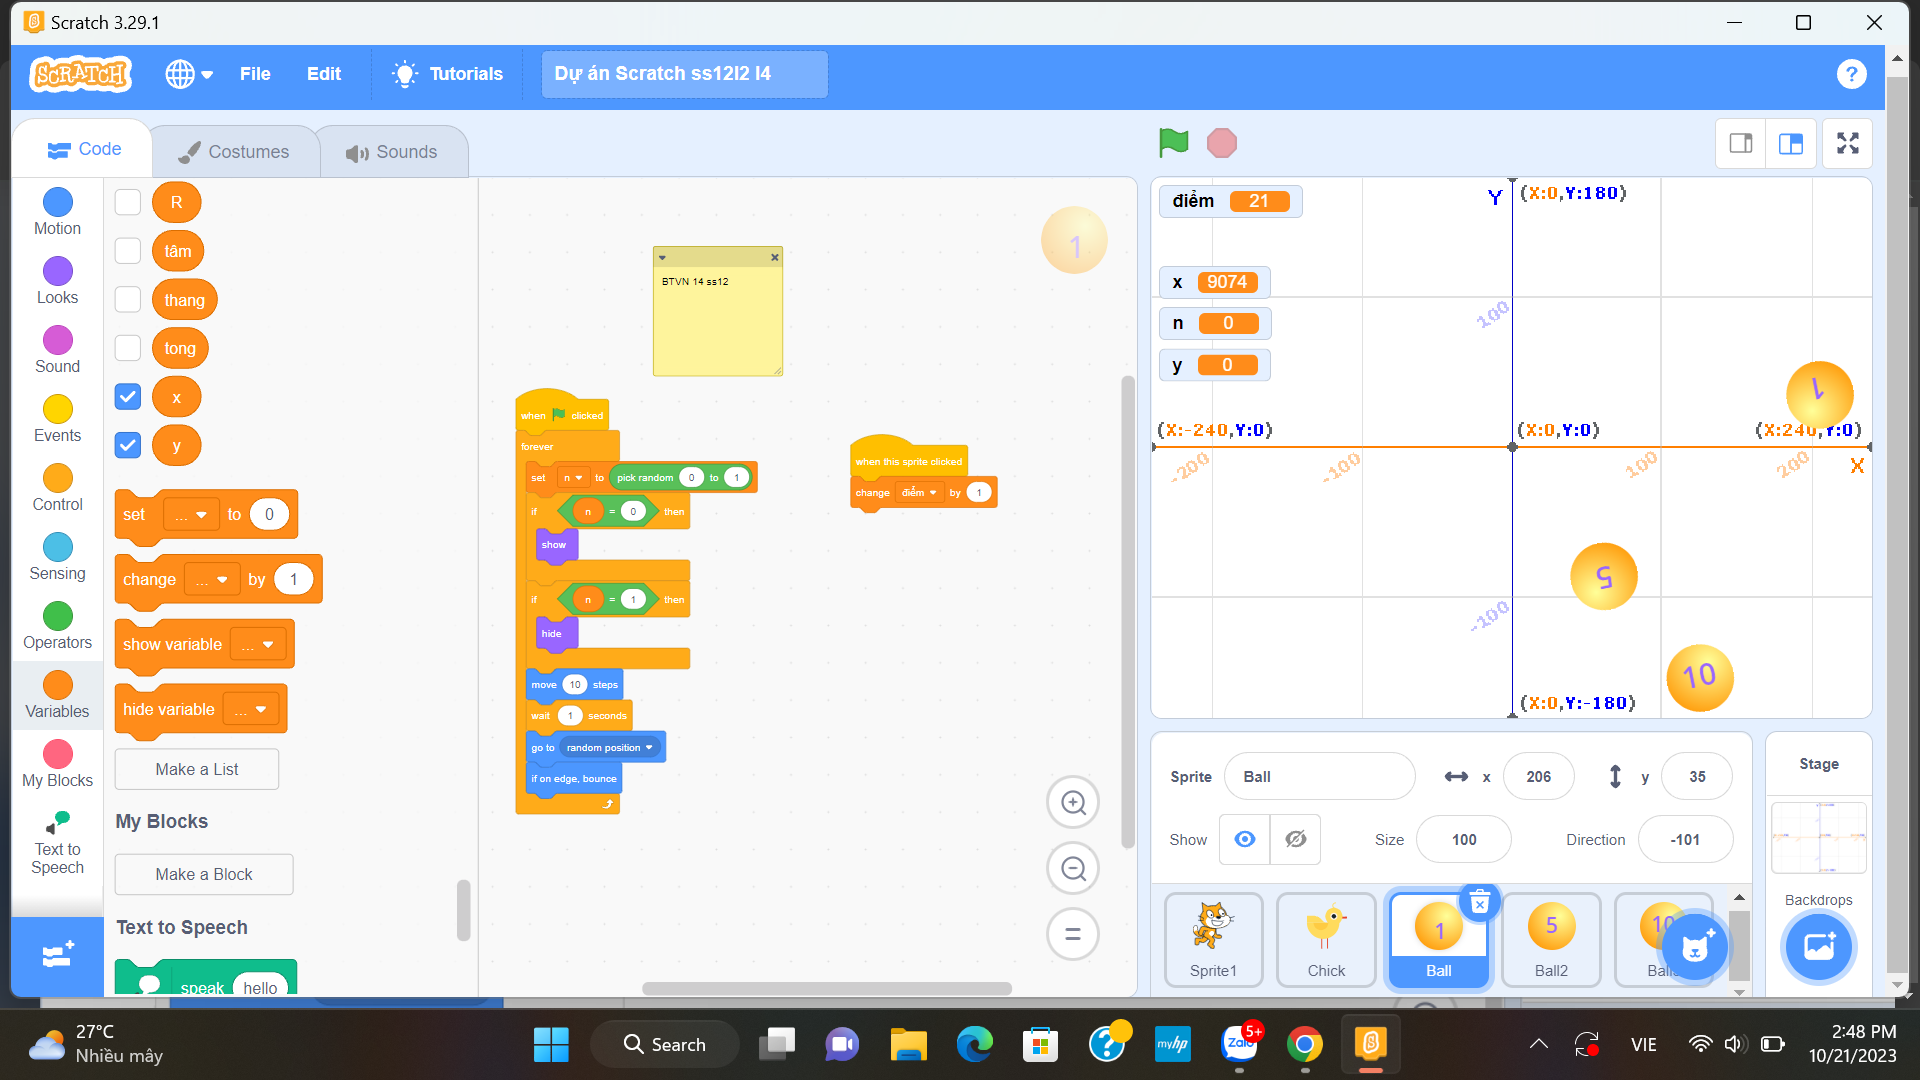 Scratch 3.29.1
SCRATCH
File
Edit
Tutorials
Dự án Scratch ss12l2 l4
?
Code
Costumes
Sounds
Motion
Looks
Sound
Events
Control
Sensing
Operators
Variables
My Blocks
Text to
Speech
R
tâm
thang
tong
x
y
set ... to 0
change ... by 1
show variable ...
hide variable ...
Make a List
My Blocks
Make a Block
Text to Speech
speak hello
BTVN 14 ss12
1
when clicked
forever
set n to pick random 0 to 1
if n = 0 then
show
if n = 1 then
hide
move 10 steps
wait 1 seconds
go to random position
if on edge, bounce
when this sprite clicked
change điểm by 1
điểm 21
x 9074
n 0
y 0
Y
(X:0,Y:180)
100
1
(X:-240,Y:0)
(X:0,Y:0)
(X:240,Y:0)
-200
-100
100
200
X
5
-100
10
(X:0,Y:-180)
Sprite
Ball
x
206
y
35
Show
Size
100
Direction
-101
Stage
Backdrops
Sprite1
Chick
1
Ball
5
Ball2
10
Bal
27°C
Nhiều mây
Search
?
myhp
Zalo
5+
VIE
2:48 PM
10/21/2023